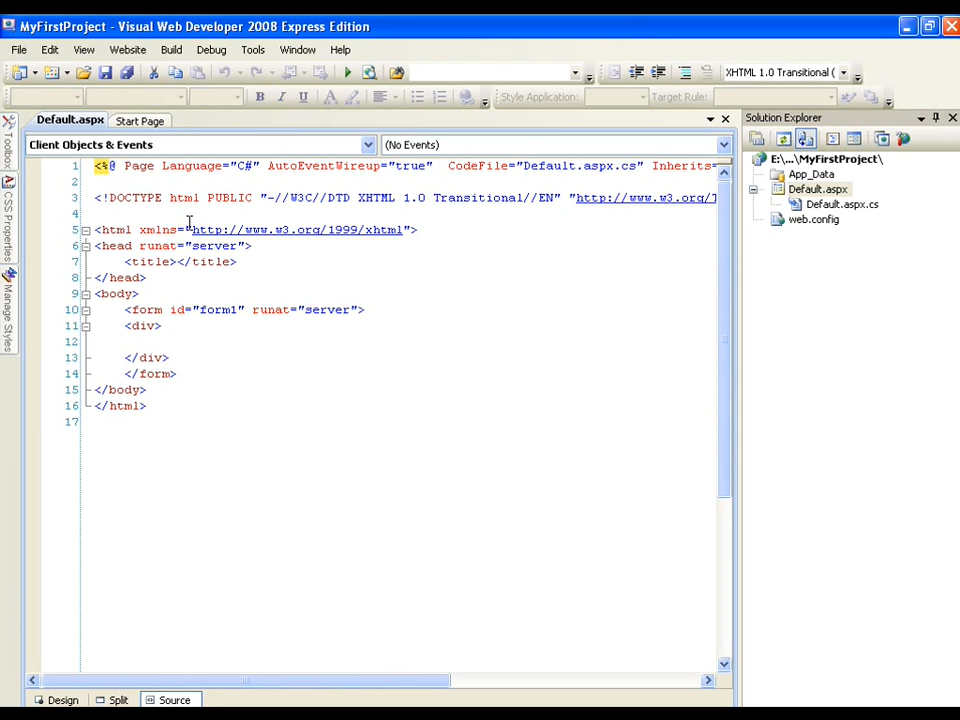 MyFirstProject - Visual Web Developer 2008 Express Edition
File Edit View Website Build Debug Tools Window Help
XHTML 1.0 Transitional (
Style Application: Target Rule:
Default.aspx Start Page
Client Objects & Events (No Events)
1 <%@ Page Language="C#" AutoEventWireup="true" CodeFile="Default.aspx.cs" Inherits=
2
3 <!DOCTYPE html PUBLIC "-//W3C//DTD XHTML 1.0 Transitional//EN" "http://www.w3.org/T
4
5 <html xmlns="http://www.w3.org/1999/xhtml">
6 <head runat="server">
7 <title></title>
8 </head>
9 <body>
10 <form id="form1" runat="server">
11 <div>
12
13 </div>
14 </form>
15 </body>
16 </html>
17
Design Split Source
Toolbox
CSS Properties
Manage Styles
Solution Explorer
E:\...\MyFirstProject\
App_Data
Default.aspx
Default.aspx.cs
web.config